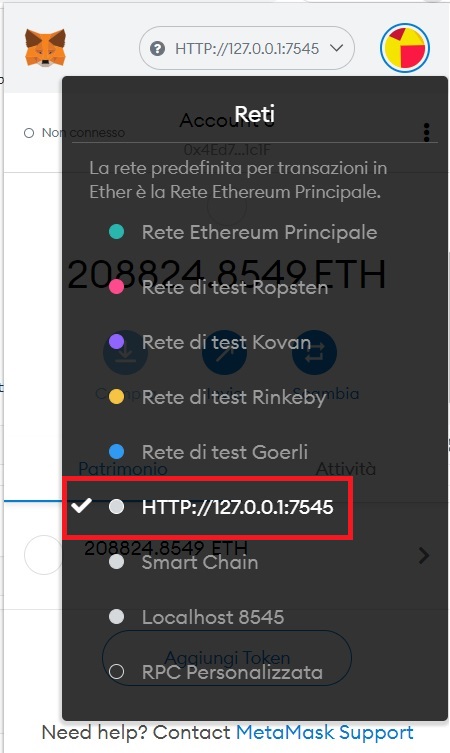 HTTP://127.0.0.1:7545
Reti
Non connesso
Account 6
0x4Ed7...1c1F
La rete predefinita per transazioni in
Ether è la Rete Ethereum Principale.
Rete Ethereum Principale
208824.8549 ETH
Rete di test Ropsten
Rete di test Kovan
Rete di test Rinkeby
Scambia
Rete di test Goerli
Patrimonio
Attività
HTTP://127.0.0.1:7545
208824.8549 ETH
Smart Chain
Localhost 8545
Aggiungi Token
RPC Personalizzata
Need help? Contact MetaMask Support